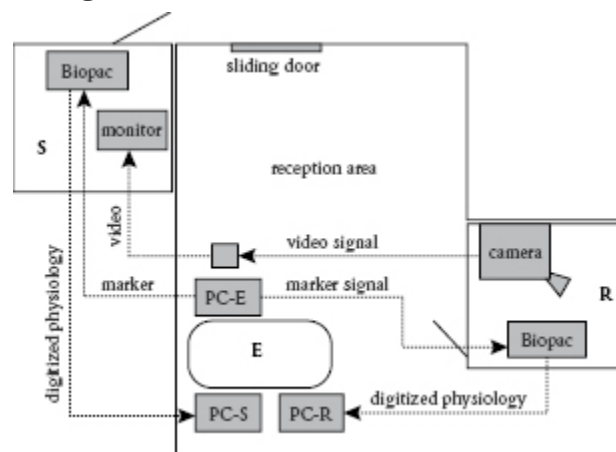 Biopac
sliding door
monitor
S
reception area
video
video signal
camera
R
marker
PC-E
marker signal
digitized physiology
Biopac
E
PC-S
PC-R
digitized physiology